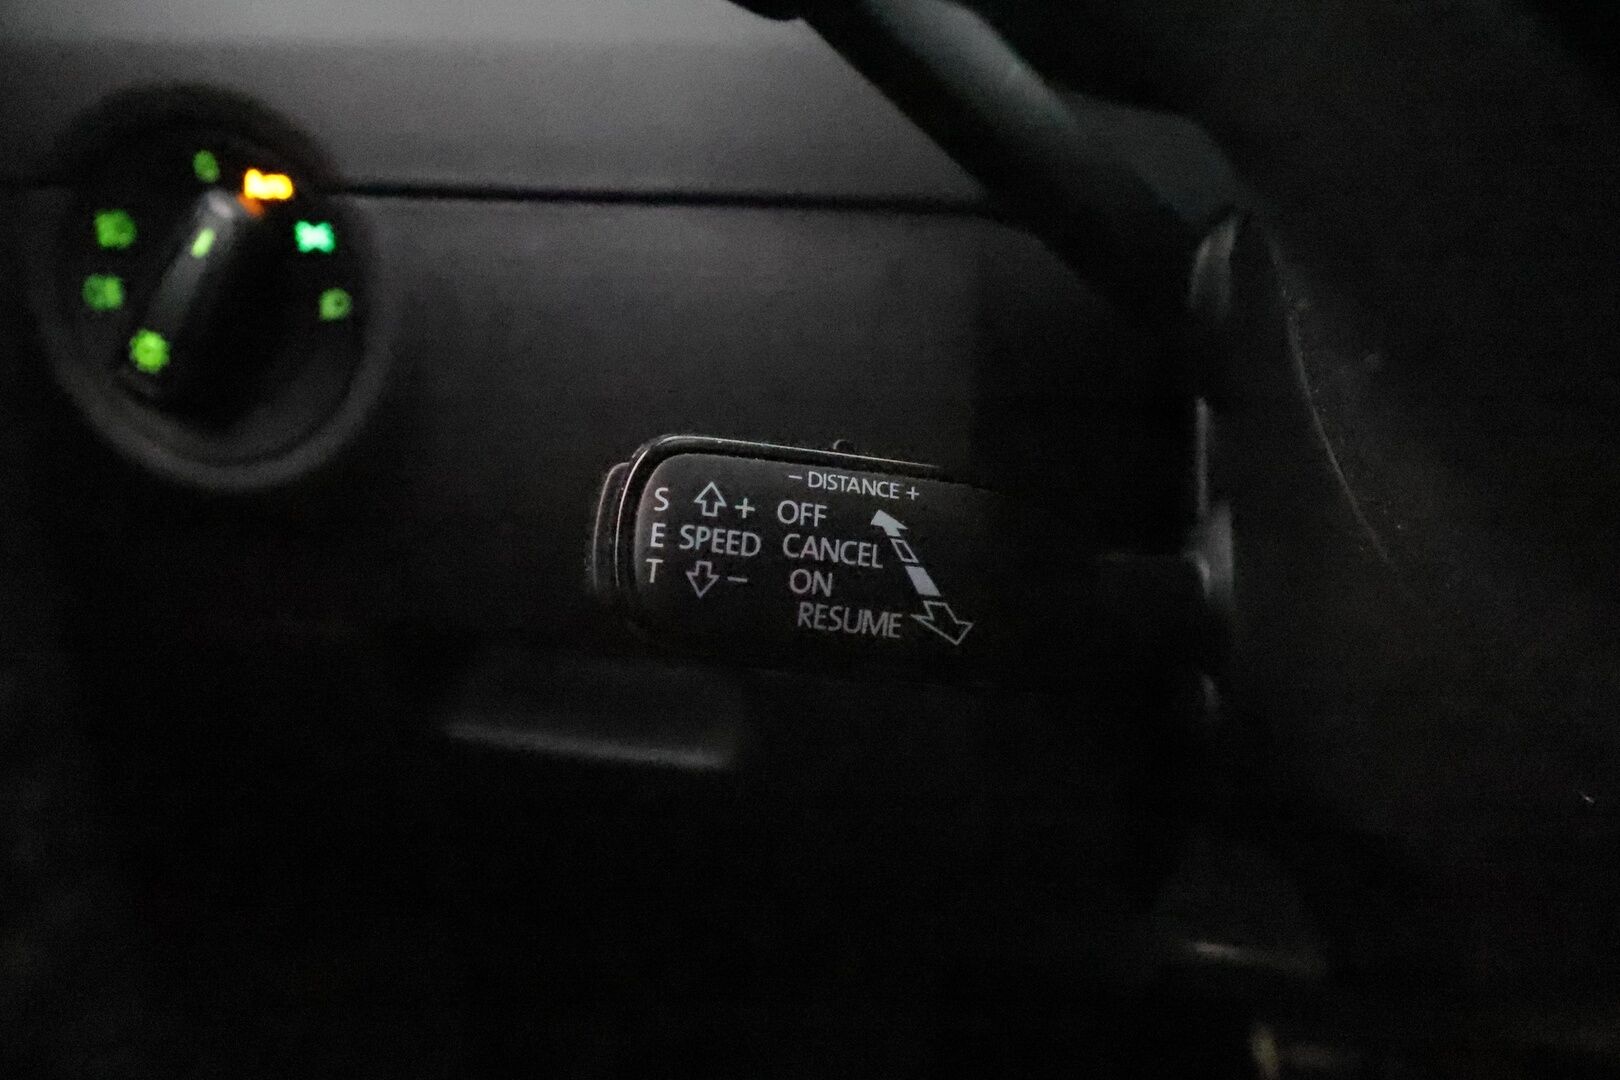 − DISTANCE +
S + OFF
E SPEED CANCEL
T − ON
RESUME